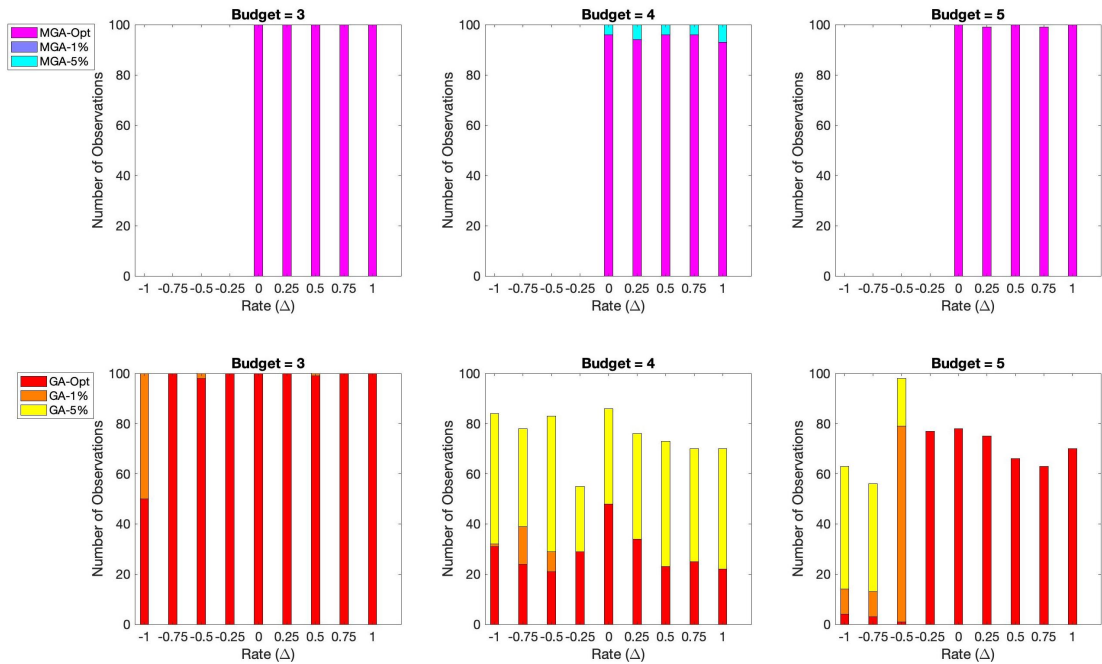 MGA-Opt
MGA-1%
MGA-5%
Budget = 3
100
80
60
40
20
0
Number of Observations
-1 -0.75 -0.5 -0.25 0 0.25 0.5 0.75 1
Rate (Δ)
Budget = 4
100
80
60
40
20
0
Number of Observations
-1 -0.75 -0.5 -0.25 0 0.25 0.5 0.75 1
Rate (Δ)
Budget = 5
100
80
60
40
20
0
Number of Observations
-1 -0.75 -0.5 -0.25 0 0.25 0.5 0.75 1
Rate (Δ)
GA-Opt
GA-1%
GA-5%
Budget = 3
100
80
60
40
20
0
Number of Observations
-1 -0.75 -0.5 -0.25 0 0.25 0.5 0.75 1
Rate (Δ)
Budget = 4
100
80
60
40
20
0
Number of Observations
-1 -0.75 -0.5 -0.25 0 0.25 0.5 0.75 1
Rate (Δ)
Budget = 5
100
80
60
40
20
0
Number of Observations
-1 -0.75 -0.5 -0.25 0 0.25 0.5 0.75 1
Rate (Δ)